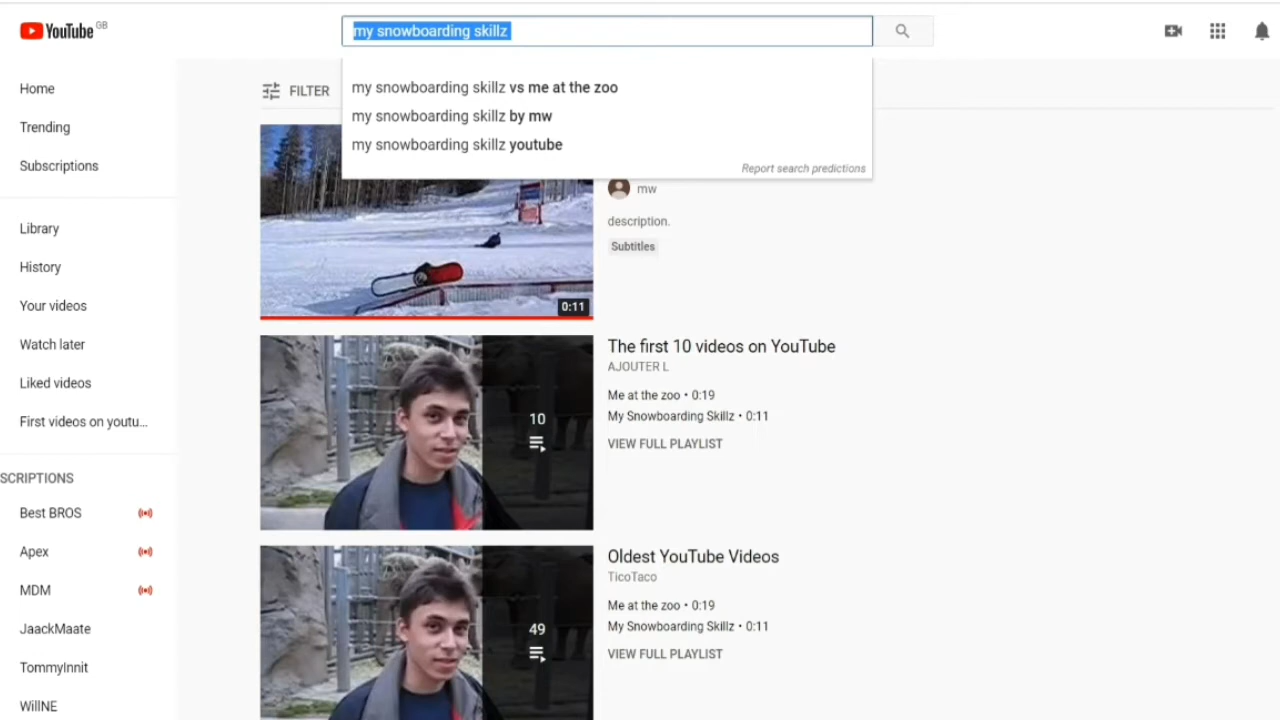 YouTube GB
my snowboarding skillz
my snowboarding skillz vs me at the zoo
my snowboarding skillz by mw
my snowboarding skillz youtube
Report search predictions
Home
Trending
Subscriptions
Library
History
Your videos
Watch later
Liked videos
First videos on youtu...
SCRIPTIONS
Best BROS
Apex
MDM
JaackMaate
TommyInnit
WillNE
FILTER
mw
description.
Subtitles
0:11
10
The first 10 videos on YouTube
AJOUTER L
Me at the zoo • 0:19
My Snowboarding Skillz • 0:11
VIEW FULL PLAYLIST
49
Oldest YouTube Videos
TicoTaco
Me at the zoo • 0:19
My Snowboarding Skillz • 0:11
VIEW FULL PLAYLIST